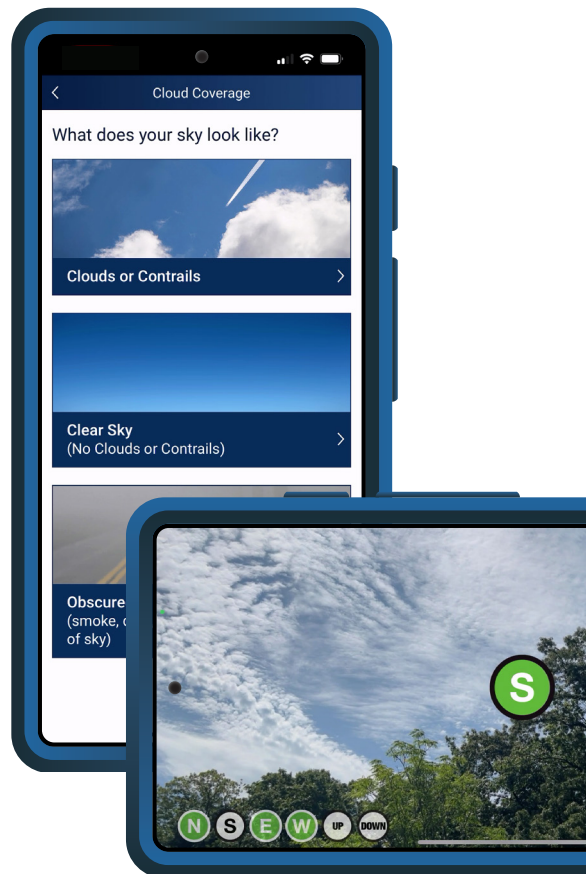 Cloud Coverage
What does your sky look like?
Clouds or Contrails
Clear Sky
(No Clouds or Contrails)
(smoke,
of sky)
S
N S E W UP DOWN